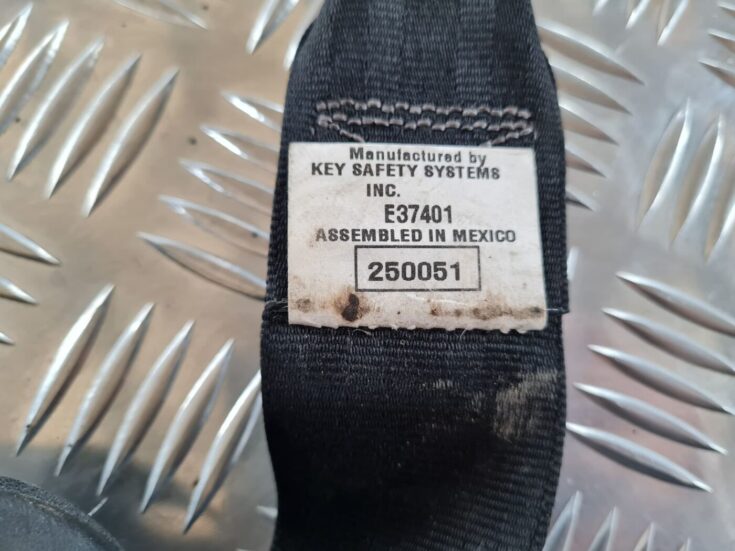 Manufactured by
KEY SAFETY SYSTEMS
INC.
E37401
ASSEMBLED IN MEXICO
250051